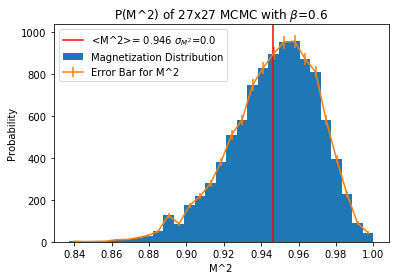 P(M^2) of 27x27 MCMC with β=0.6
<M^2>= 0.946 σ_{M^2}=0.0
Magnetization Distribution
Error Bar for M^2
Probability
1000
800
600
400
200
0
0.84 0.86 0.88 0.90 0.92 0.94 0.96 0.98 1.00
M^2